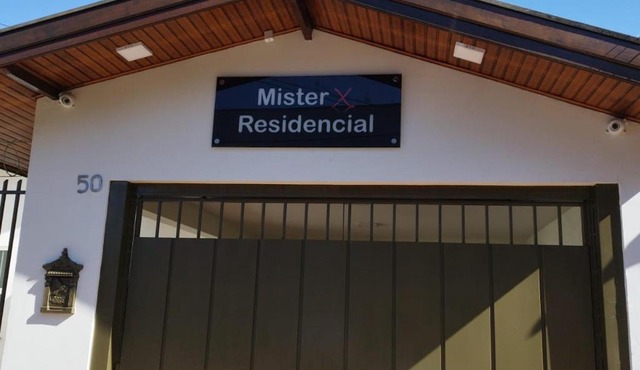 Mister X
Residencial
50